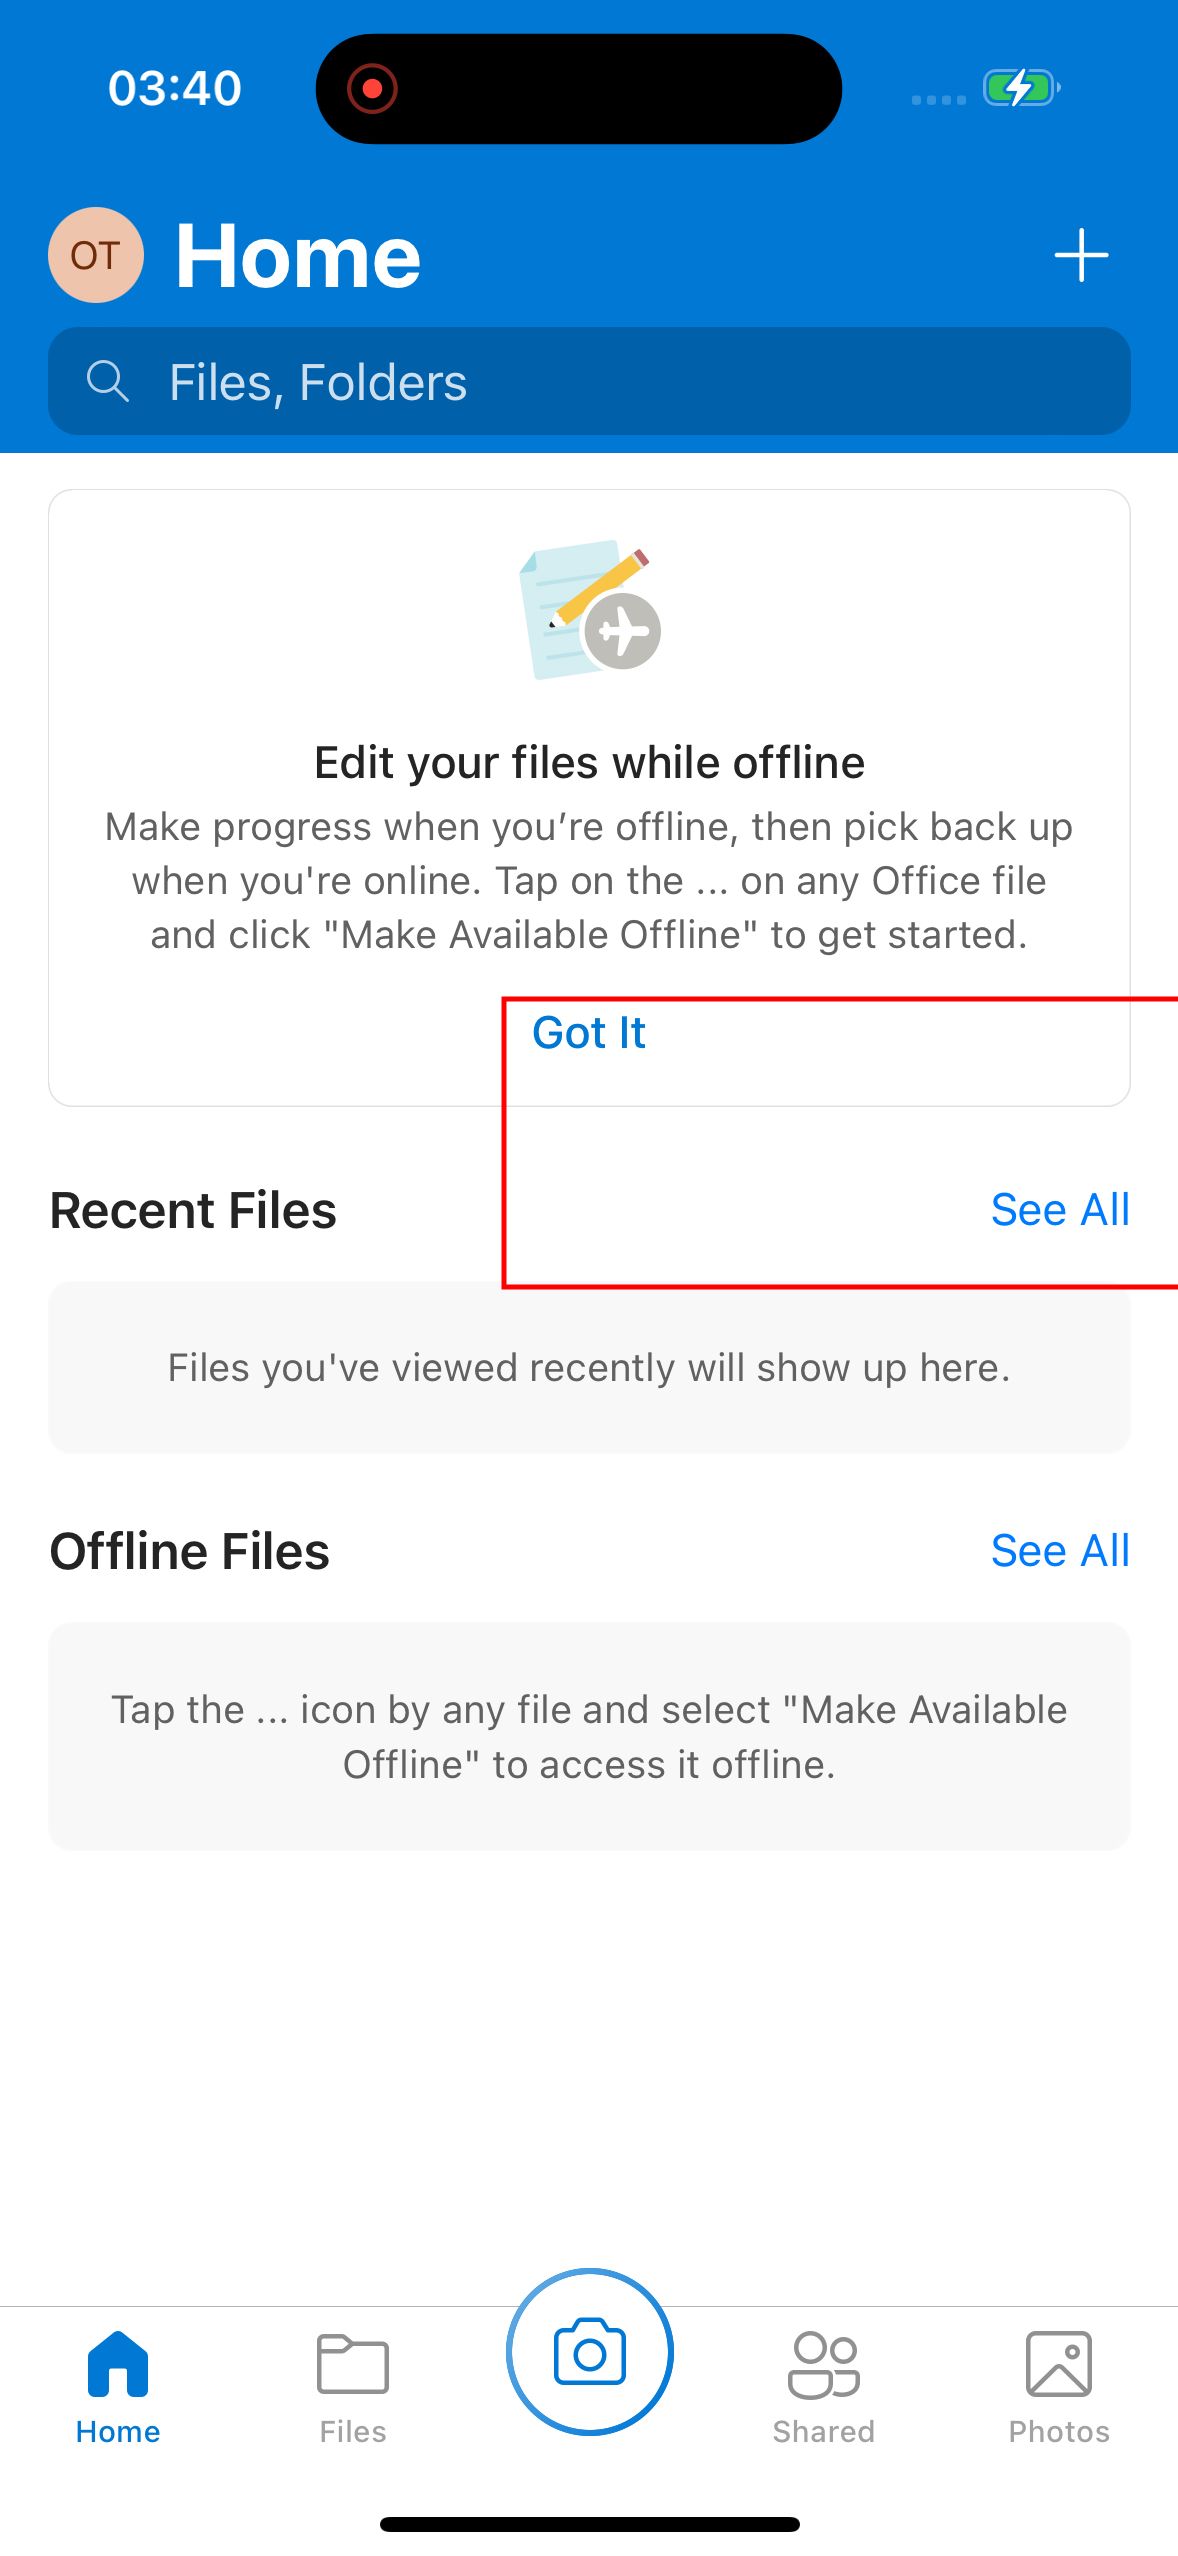 03:40
OT
Home
Files, Folders
Edit your files while offline
Make progress when you’re offline, then pick back up
when you're online. Tap on the ... on any Office file
and click "Make Available Offline" to get started.
Got It
Recent Files
See All
Files you've viewed recently will show up here.
Offline Files
See All
Tap the ... icon by any file and select "Make Available
Offline" to access it offline.
Home
Files
Shared
Photos